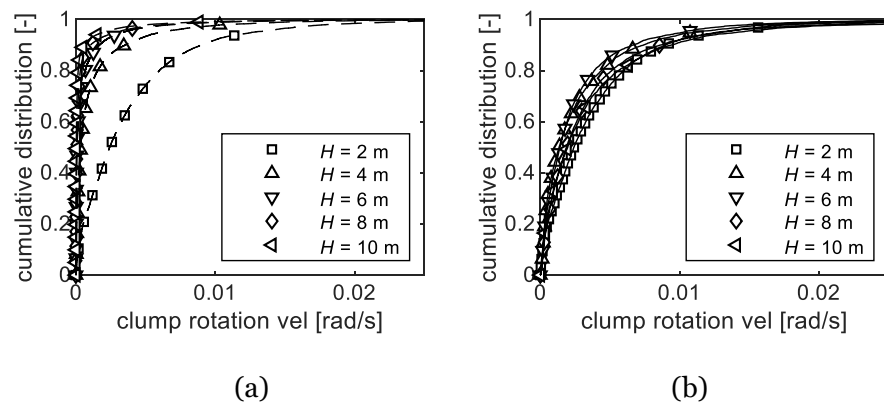 cumulative distribution [-]
1
0.8
0.6
0.4
0.2
0
H = 2 m
H = 4 m
H = 6 m
H = 8 m
H = 10 m
0
0.01
0.02
clump rotation vel [rad/s]
(a)
cumulative distribution [-]
1
0.8
0.6
0.4
0.2
0
H = 2 m
H = 4 m
H = 6 m
H = 8 m
H = 10 m
0
0.01
0.02
clump rotation vel [rad/s]
(b)